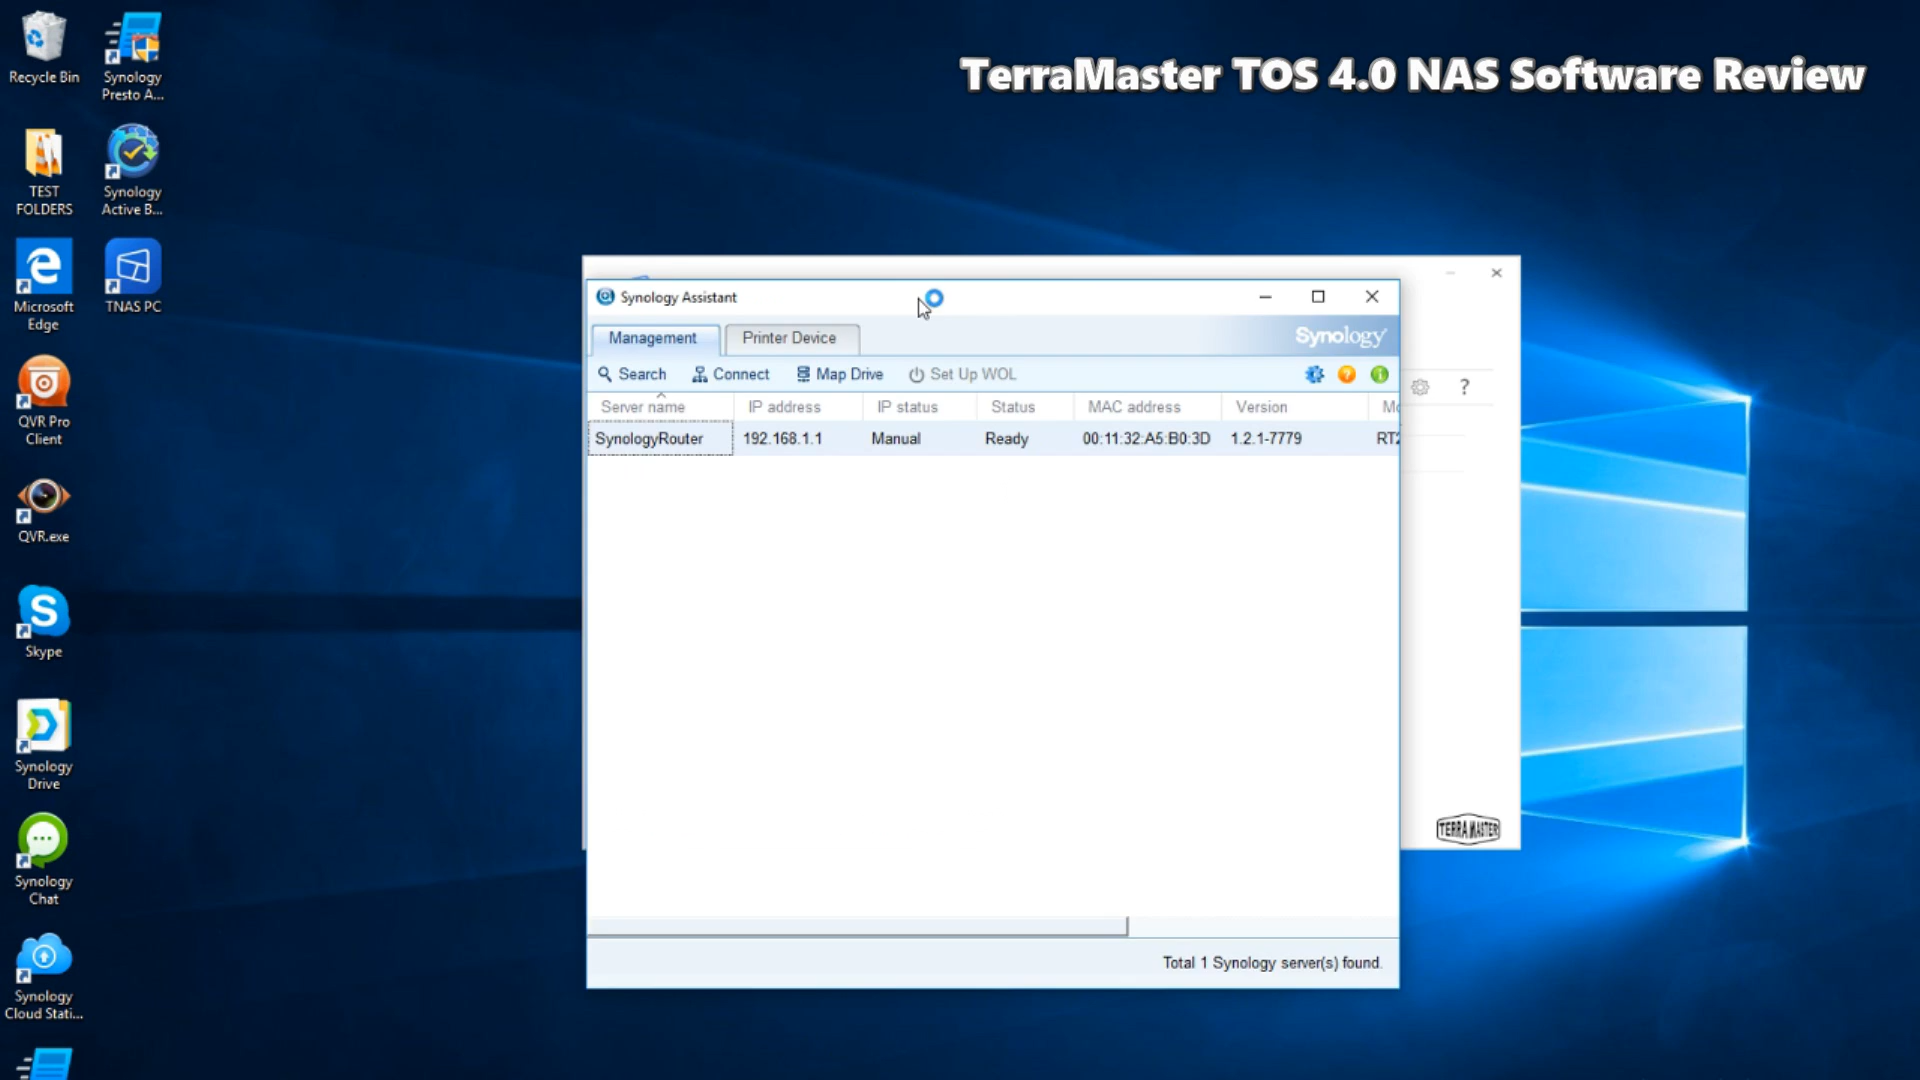 TerraMaster TOS 4.0 NAS Software Review
Recycle Bin
Synology
Presto A...
TEST
FOLDERS
Synology
Active B...
Microsoft
Edge
TNAS PC
QVR Pro
Client
QVR.exe
Skype
Synology
Drive
Synology
Chat
Synology
Cloud Stati...
Synology Assistant
Management
Printer Device
Synology
Search
Connect
Map Drive
Set Up WOL
?
Server name IP address IP status Status MAC address Version Mo
SynologyRouter 192.168.1.1 Manual Ready 00:11:32:A5:B0:3D 1.2.1-7779 RT2
TERRA MASTER
Total 1 Synology server(s) found.